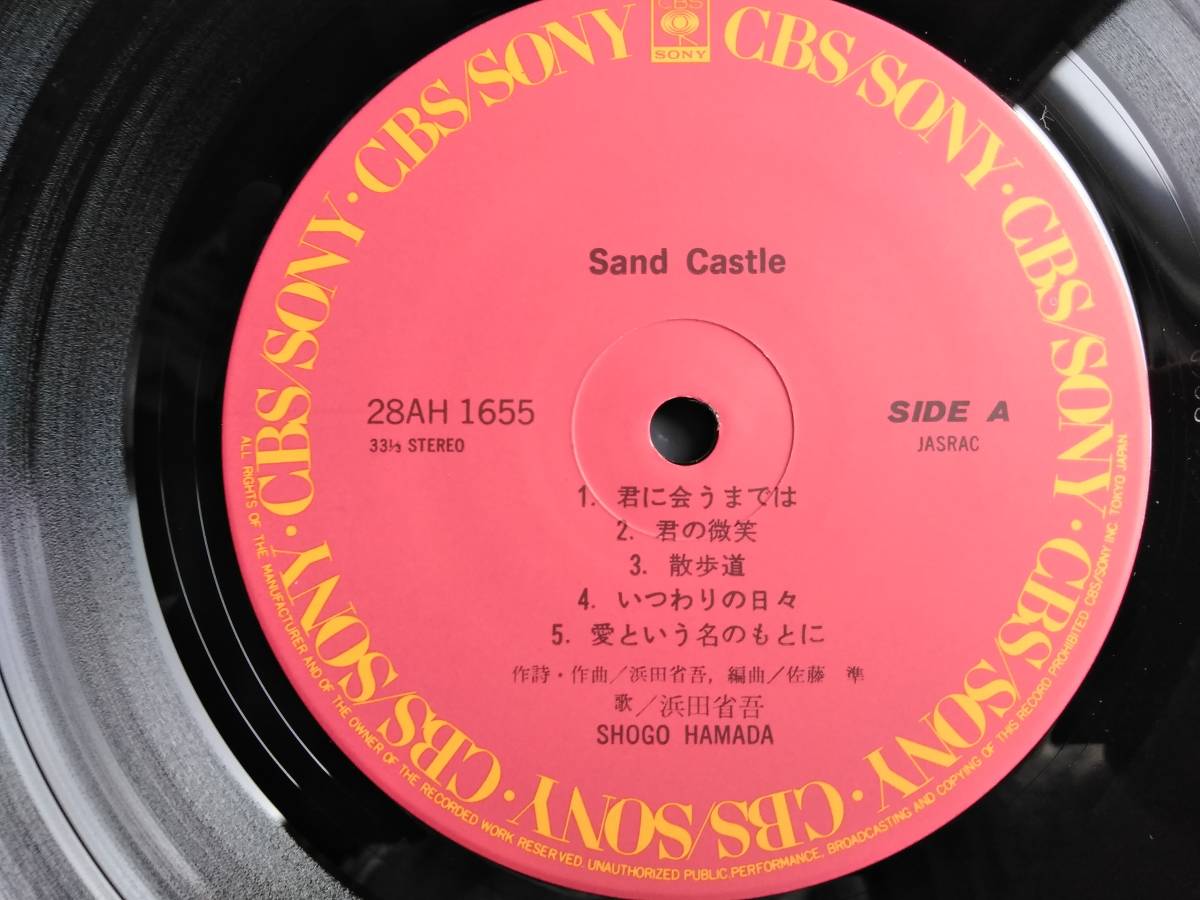 CBS
SONY
CBS/SONY · CBS/SONY · CBS/SONY · CBS/SONY · CBS/SONY · CBS/SONY · CBS/SONY · CBS/SONY · CBS/SONY
Sand Castle
28AH 1655
33⅓ STEREO
SIDE A
JASRAC
1. 君に会うまでは
2. 君の微笑
3. 散歩道
4. いつわりの日々
5. 愛という名のもとに
作詩・作曲/浜田省吾, 編曲/佐藤 準
歌/浜田省吾
SHOGO HAMADA
ALL RIGHTS OF THE MANUFACTURER AND OF THE OWNER OF THE RECORDED WORK RESERVED. UNAUTHORIZED PUBLIC PERFORMANCE, BROADCASTING AND COPYING OF THIS RECORD PROHIBITED CBS/SONY INC. TOKYO JAPAN